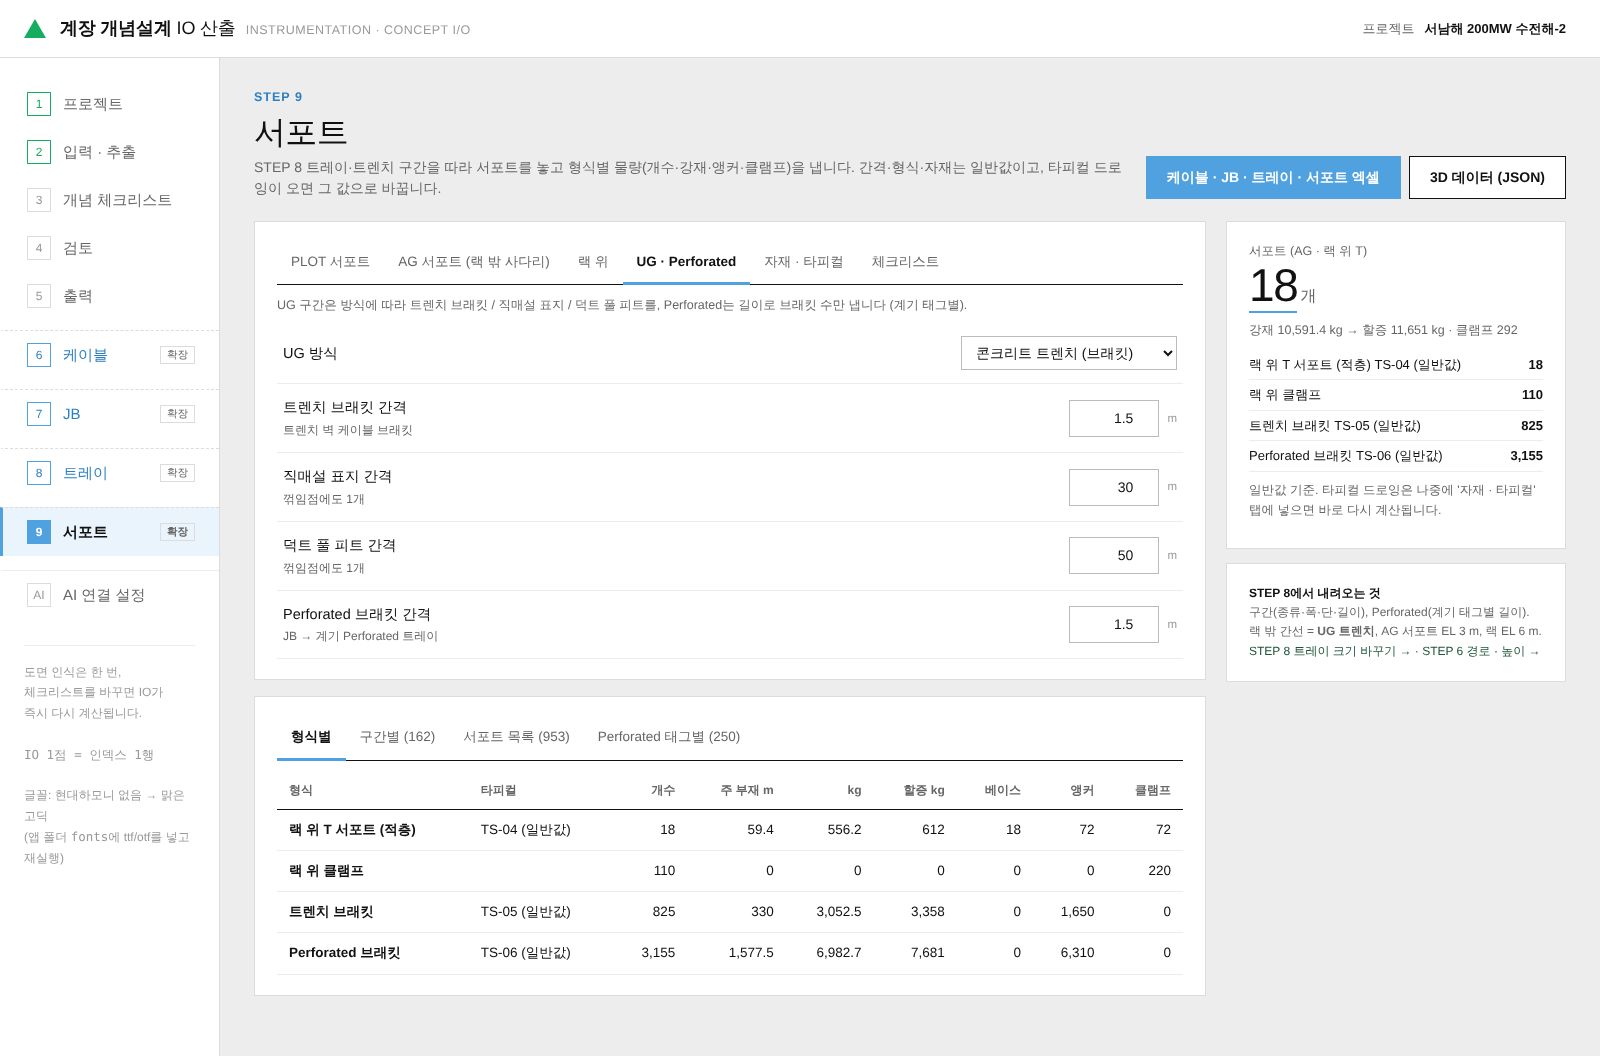 계장 개념설계 IO 산출 INSTRUMENTATION · CONCEPT I/O
프로젝트 서남해 200MW 수전해-2
1 프로젝트
2 입력 · 추출
3 개념 체크리스트
4 검토
5 출력
6 케이블 확장
7 JB 확장
8 트레이 확장
9 서포트 확장
AI AI 연결 설정
도면 인식은 한 번,
체크리스트를 바꾸면 IO가
즉시 다시 계산됩니다.
IO 1점 = 인덱스 1행
글꼴: 현대하모니 없음 → 맑은
고딕
(앱 폴더 fonts에 ttf/otf를 넣고
재실행)
STEP 9
서포트
STEP 8 트레이·트렌치 구간을 따라 서포트를 놓고 형식별 물량(개수·강재·앵커·클램프)을 냅니다. 간격·형식·자재는 일반값이고, 타피컬 드로
잉이 오면 그 값으로 바꿉니다.
케이블 · JB · 트레이 · 서포트 엑셀
3D 데이터 (JSON)
PLOT 서포트 AG 서포트 (랙 밖 사다리) 랙 위 UG · Perforated 자재 · 타피컬 체크리스트
UG 구간은 방식에 따라 트렌치 브래킷 / 직매설 표지 / 덕트 풀 피트를, Perforated는 길이로 브래킷 수만 냅니다 (계기 태그별).
UG 방식 콘크리트 트렌치 (브래킷)
트렌치 브래킷 간격 1.5 m
트렌치 벽 케이블 브래킷
직매설 표지 간격 30 m
꺾임점에도 1개
덕트 풀 피트 간격 50 m
꺾임점에도 1개
Perforated 브래킷 간격 1.5 m
JB → 계기 Perforated 트레이
형식별 구간별 (162) 서포트 목록 (953) Perforated 태그별 (250)
형식 타피컬 개수 주 부재 m kg 할증 kg 베이스 앵커 클램프
랙 위 T 서포트 (적층) TS-04 (일반값) 18 59.4 556.2 612 18 72 72
랙 위 클램프 110 0 0 0 0 0 220
트렌치 브래킷 TS-05 (일반값) 825 330 3,052.5 3,358 0 1,650 0
Perforated 브래킷 TS-06 (일반값) 3,155 1,577.5 6,982.7 7,681 0 6,310 0
서포트 (AG · 랙 위 T)
18 개
강재 10,591.4 kg → 할증 11,651 kg · 클램프 292
랙 위 T 서포트 (적층) TS-04 (일반값) 18
랙 위 클램프 110
트렌치 브래킷 TS-05 (일반값) 825
Perforated 브래킷 TS-06 (일반값) 3,155
일반값 기준. 타피컬 드로잉은 나중에 '자재 · 타피컬'
탭에 넣으면 바로 다시 계산됩니다.
STEP 8에서 내려오는 것
구간(종류·폭·단·길이), Perforated(계기 태그별 길이).
랙 밖 간선 = UG 트렌치, AG 서포트 EL 3 m, 랙 EL 6 m.
STEP 8 트레이 크기 바꾸기 → · STEP 6 경로 · 높이 →